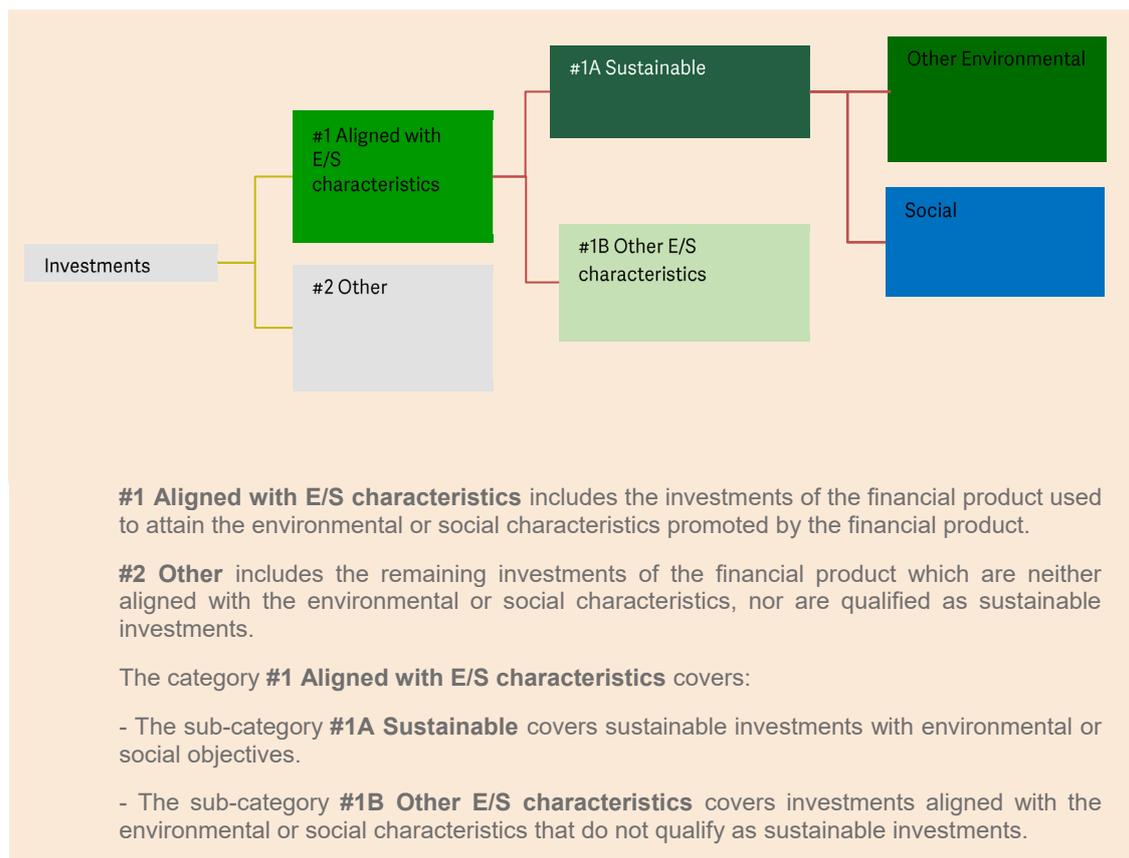 Investments
#1 Aligned with
E/S
characteristics
#2 Other
#1A Sustainable
#1B Other E/S
characteristics
Other Environmental
Social
#1 Aligned with E/S characteristics includes the investments of the financial product used
to attain the environmental or social characteristics promoted by the financial product.
#2 Other includes the remaining investments of the financial product which are neither
aligned with the environmental or social characteristics, nor are qualified as sustainable
investments.
The category #1 Aligned with E/S characteristics covers:
- The sub-category #1A Sustainable covers sustainable investments with environmental or
social objectives.
- The sub-category #1B Other E/S characteristics covers investments aligned with the
environmental or social characteristics that do not qualify as sustainable investments.